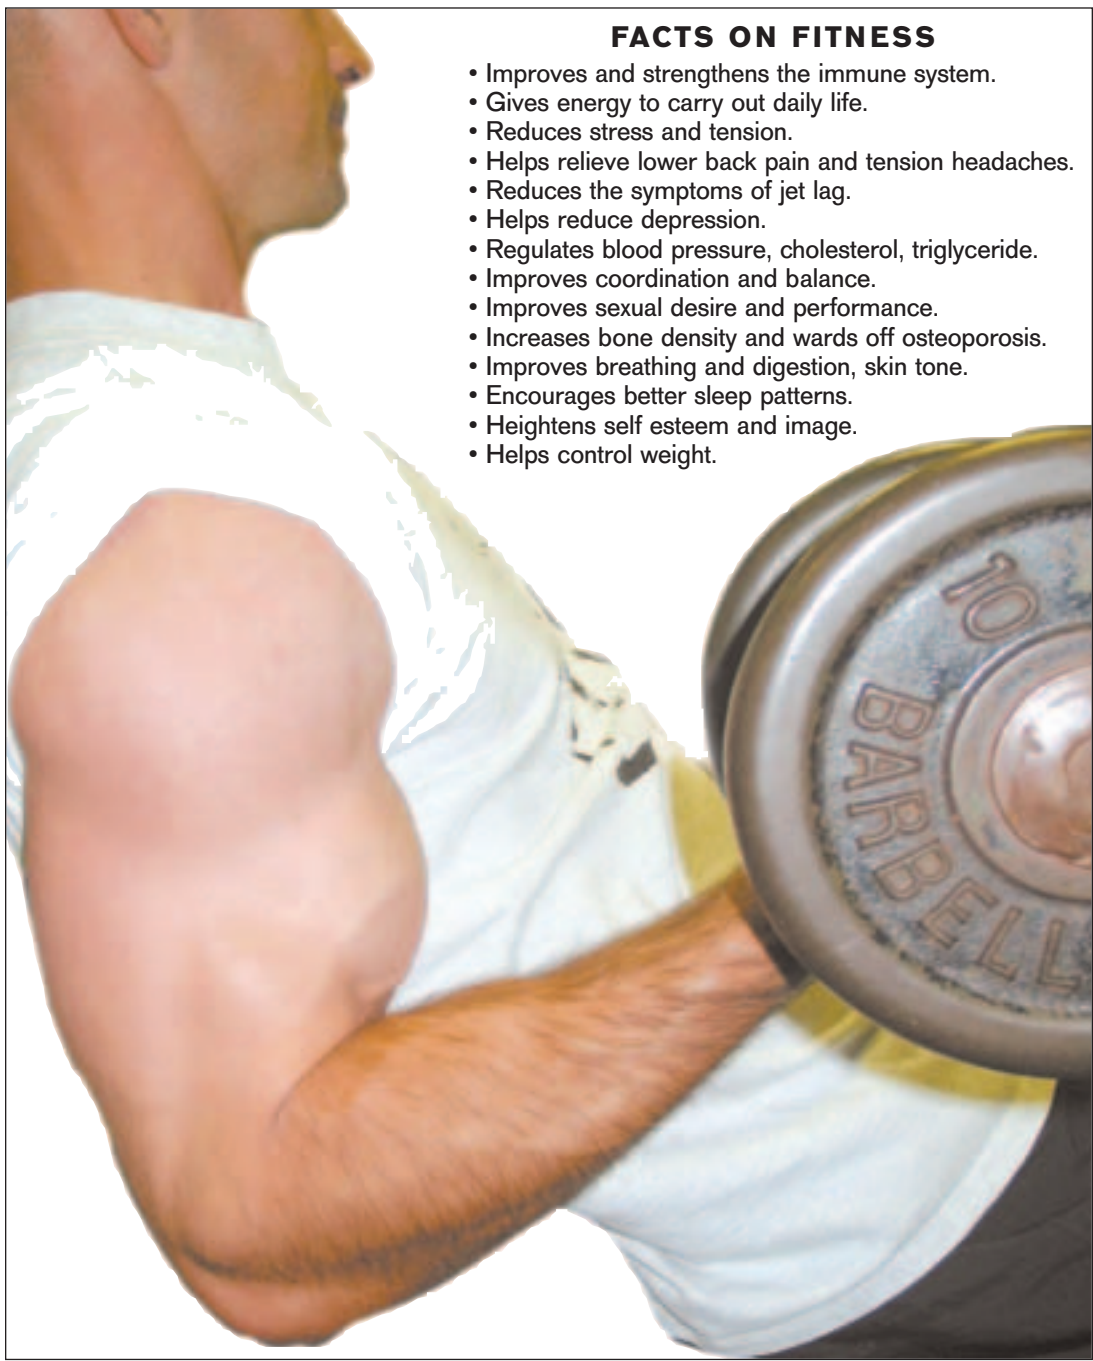 FACTS ON FITNESS
• Improves and strengthens the immune system.
• Gives energy to carry out daily life.
• Reduces stress and tension.
• Helps relieve lower back pain and tension headaches.
• Reduces the symptoms of jet lag.
• Helps reduce depression.
• Regulates blood pressure, cholesterol, triglyceride.
• Improves coordination and balance.
• Improves sexual desire and performance.
• Increases bone density and wards off osteoporosis.
• Improves breathing and digestion, skin tone.
• Encourages better sleep patterns.
• Heightens self esteem and image.
• Helps control weight.
10
BARBELL